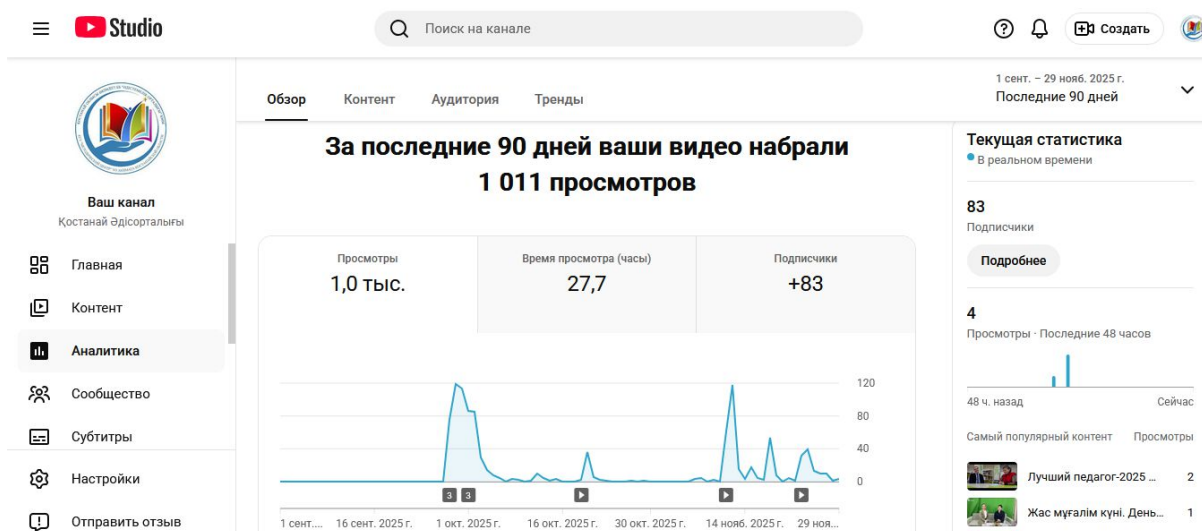 Studio
Поиск на канале
Создать
Ваш канал
Қостанай Әдісорталығы
Главная
Контент
Аналитика
Сообщество
Субтитры
Настройки
Отправить отзыв
Обзор Контент Аудитория Тренды
1 сент. – 29 нояб. 2025 г.
Последние 90 дней
За последние 90 дней ваши видео набрали
1 011 просмотров
Просмотры
1,0 тыс.
Время просмотра (часы)
27,7
Подписчики
+83
120
80
40
0
3 3
1 сент.... 16 сент. 2025 г. 1 окт. 2025 г. 16 окт. 2025 г. 30 окт. 2025 г. 14 нояб. 2025 г. 29 ноя...
Текущая статистика
В реальном времени
83
Подписчики
Подробнее
4
Просмотры · Последние 48 часов
48 ч. назад Сейчас
Самый популярный контент Просмотры
Лучший педагог-2025 ... 2
Жас мұғалім күні. День... 1